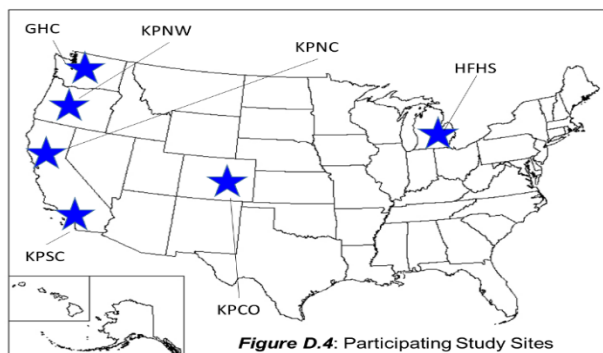 GHC
KPNW
KPNC
HFHS
KPSC
KPCO
Figure D.4: Participating Study Sites